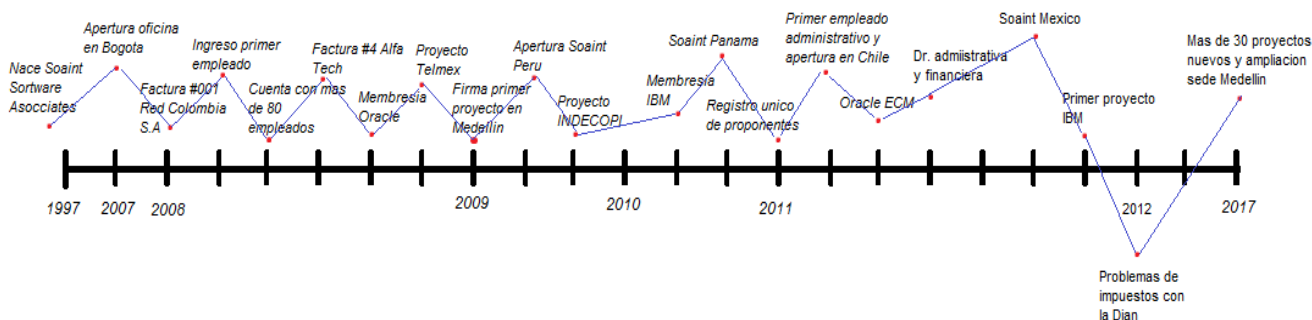 Nace Soaint
Sortware
Asocciates
Apertura oficina
en Bogota
Factura #001
Red Colombia
S.A
Ingreso primer
empleado
Cuenta con mas
de 80
empleados
Factura #4 Alfa
Tech
Membresia
Oracle
Proyecto
Telmex
Firma primer
proyecto en
Medellin
Apertura Soaint
Peru
Proyecto
INDECOPI
Membresia
IBM
Soaint Panama
Registro unico
de proponentes
Primer empleado
administrativo y
apertura en Chile
Oracle ECM
Dr. admiistrativa
y financiera
Soaint Mexico
Primer proyecto
IBM
Problemas de
impuestos con
la Dian
Mas de 30 proyectos
nuevos y ampliacion
sede Medellin
1997
2007
2008
2009
2010
2011
2012
2017